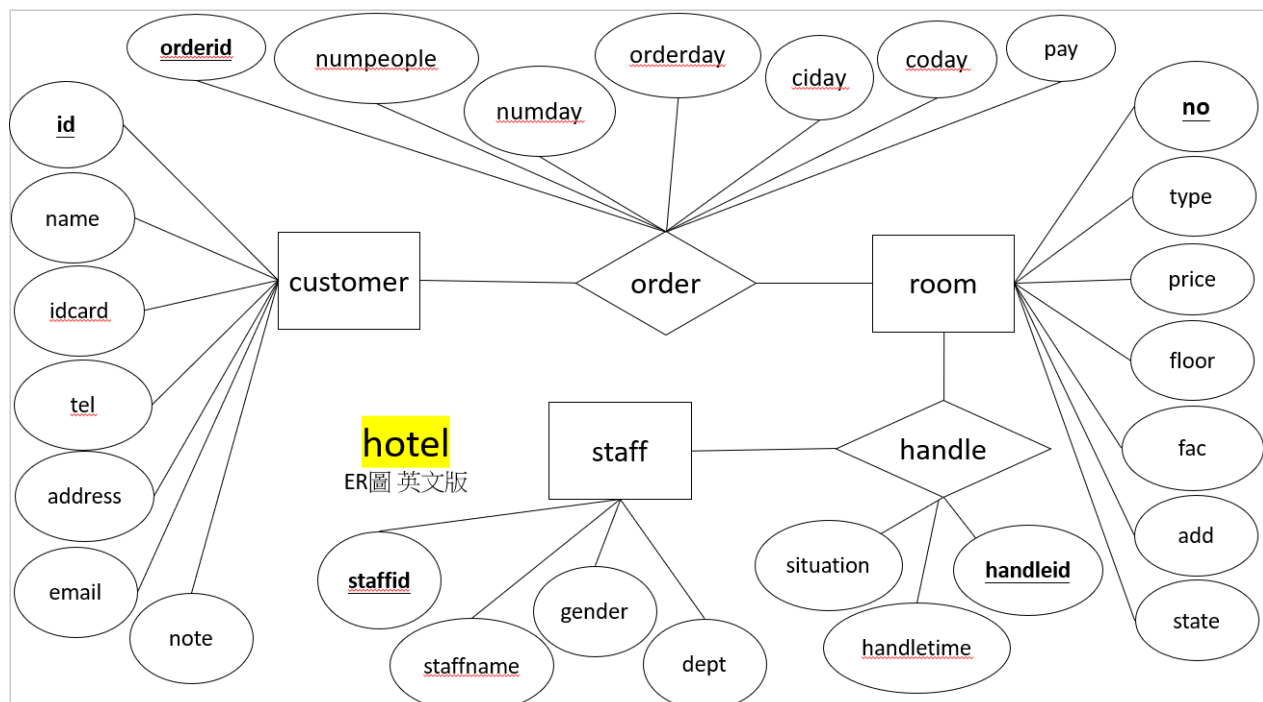 orderid
numpeople
numday
orderday
ciday
coday
pay
id
name
idcard
tel
address
email
note
customer
order
room
no
type
price
floor
fac
add
state
hotel
ER圖 英文版
staff
handle
staffid
staffname
gender
dept
situation
handletime
handleid